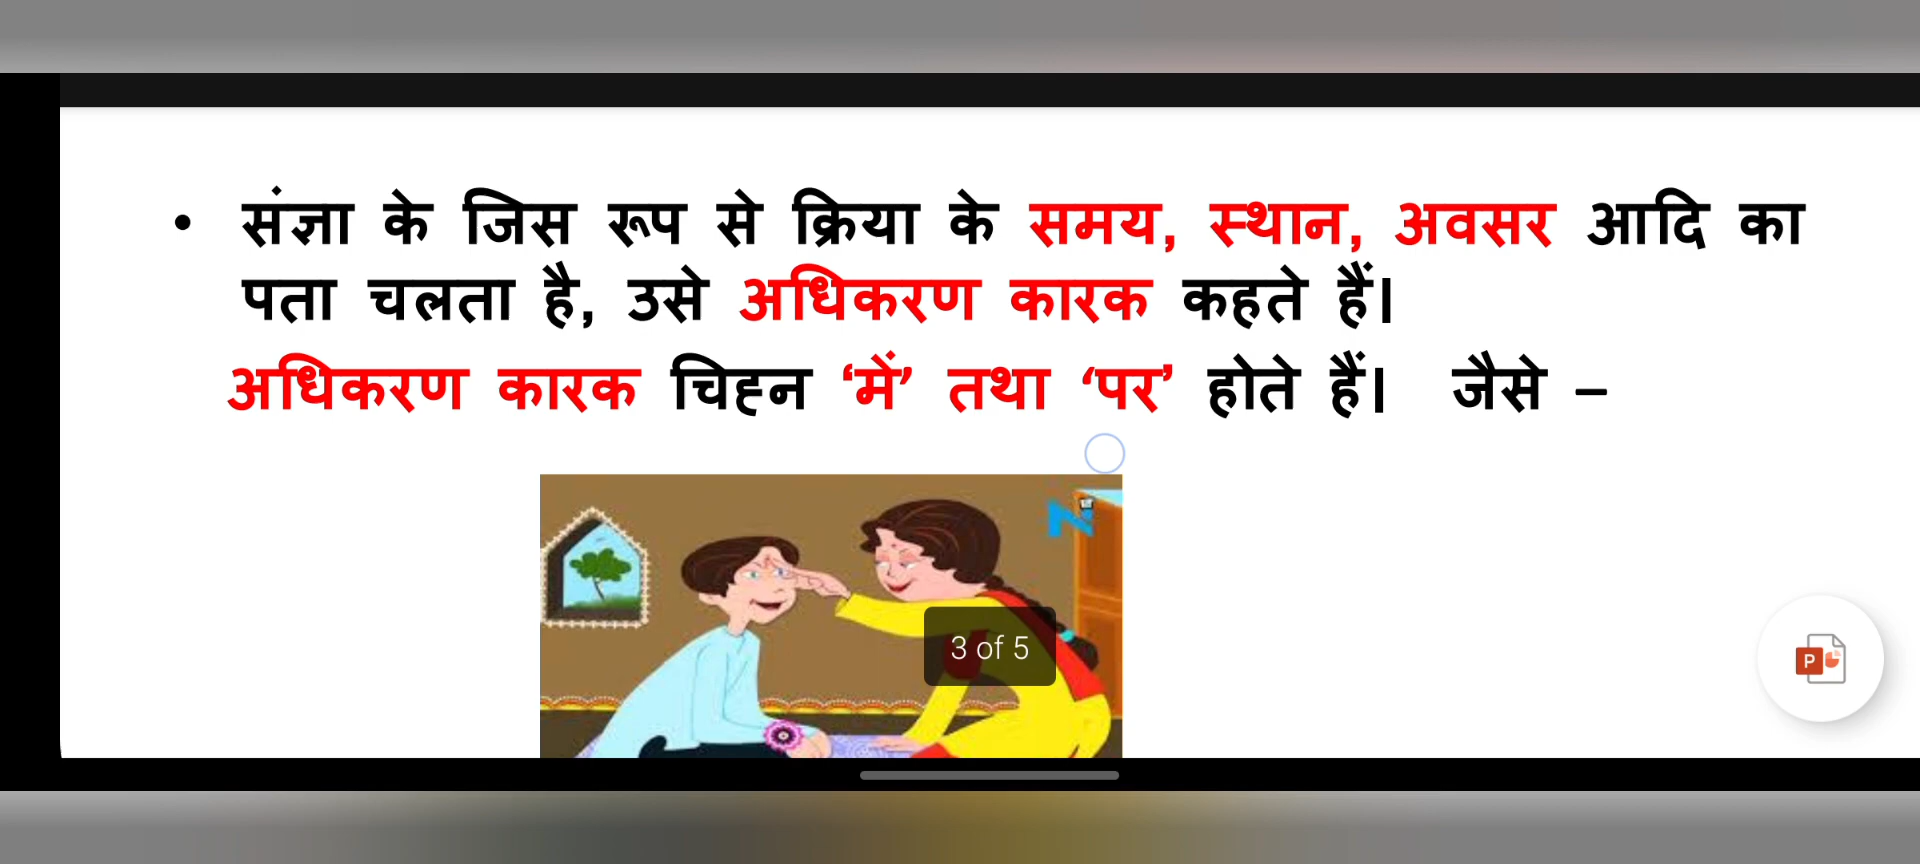 • संज्ञा के जिस रूप से क्रिया के समय, स्थान, अवसर आदि का
पता चलता है, उसे अधिकरण कारक कहते हैं।
अधिकरण कारक चिह्न ‘में’ तथा ‘पर’ होते हैं। जैसे –
N
3 of 5
P